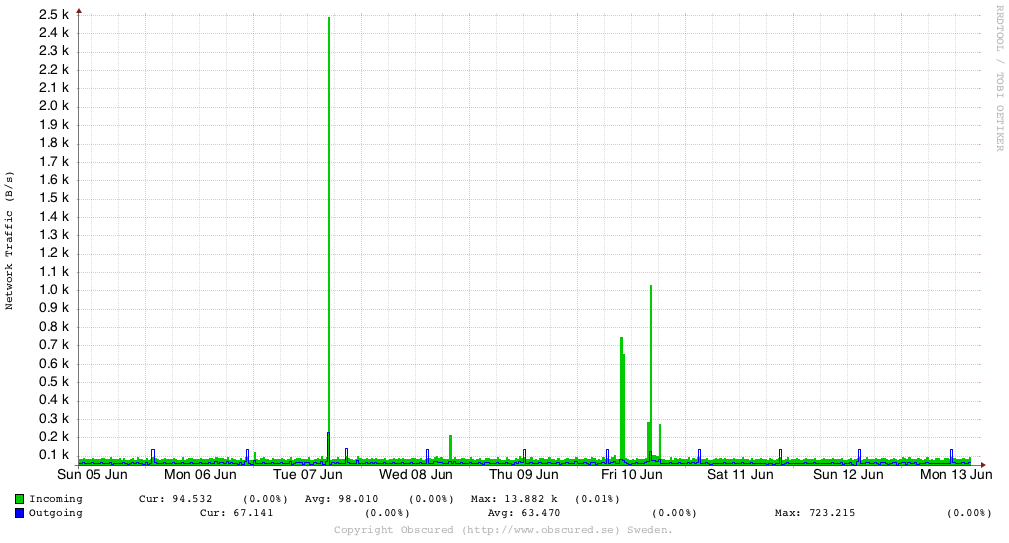 2.5 k
2.4 k
2.3 k
2.2 k
2.1 k
2.0 k
1.9 k
1.8 k
1.7 k
1.6 k
1.5 k
1.4 k
1.3 k
1.2 k
1.1 k
1.0 k
0.9 k
0.8 k
0.7 k
0.6 k
0.5 k
0.4 k
0.3 k
0.2 k
0.1 k
Network Traffic (B/s)
RRDTOOL / TOBI OETIKER
Sun 05 Jun Mon 06 Jun Tue 07 Jun Wed 08 Jun Thu 09 Jun Fri 10 Jun Sat 11 Jun Sun 12 Jun Mon 13 Jun
Incoming Cur: 94.532 (0.00%) Avg: 98.010 (0.00%) Max: 13.882 k (0.01%)
Outgoing Cur: 67.141 (0.00%) Avg: 63.470 (0.00%) Max: 723.215 (0.00%)
Copyright Obscured (http://www.obscured.se) Sweden.